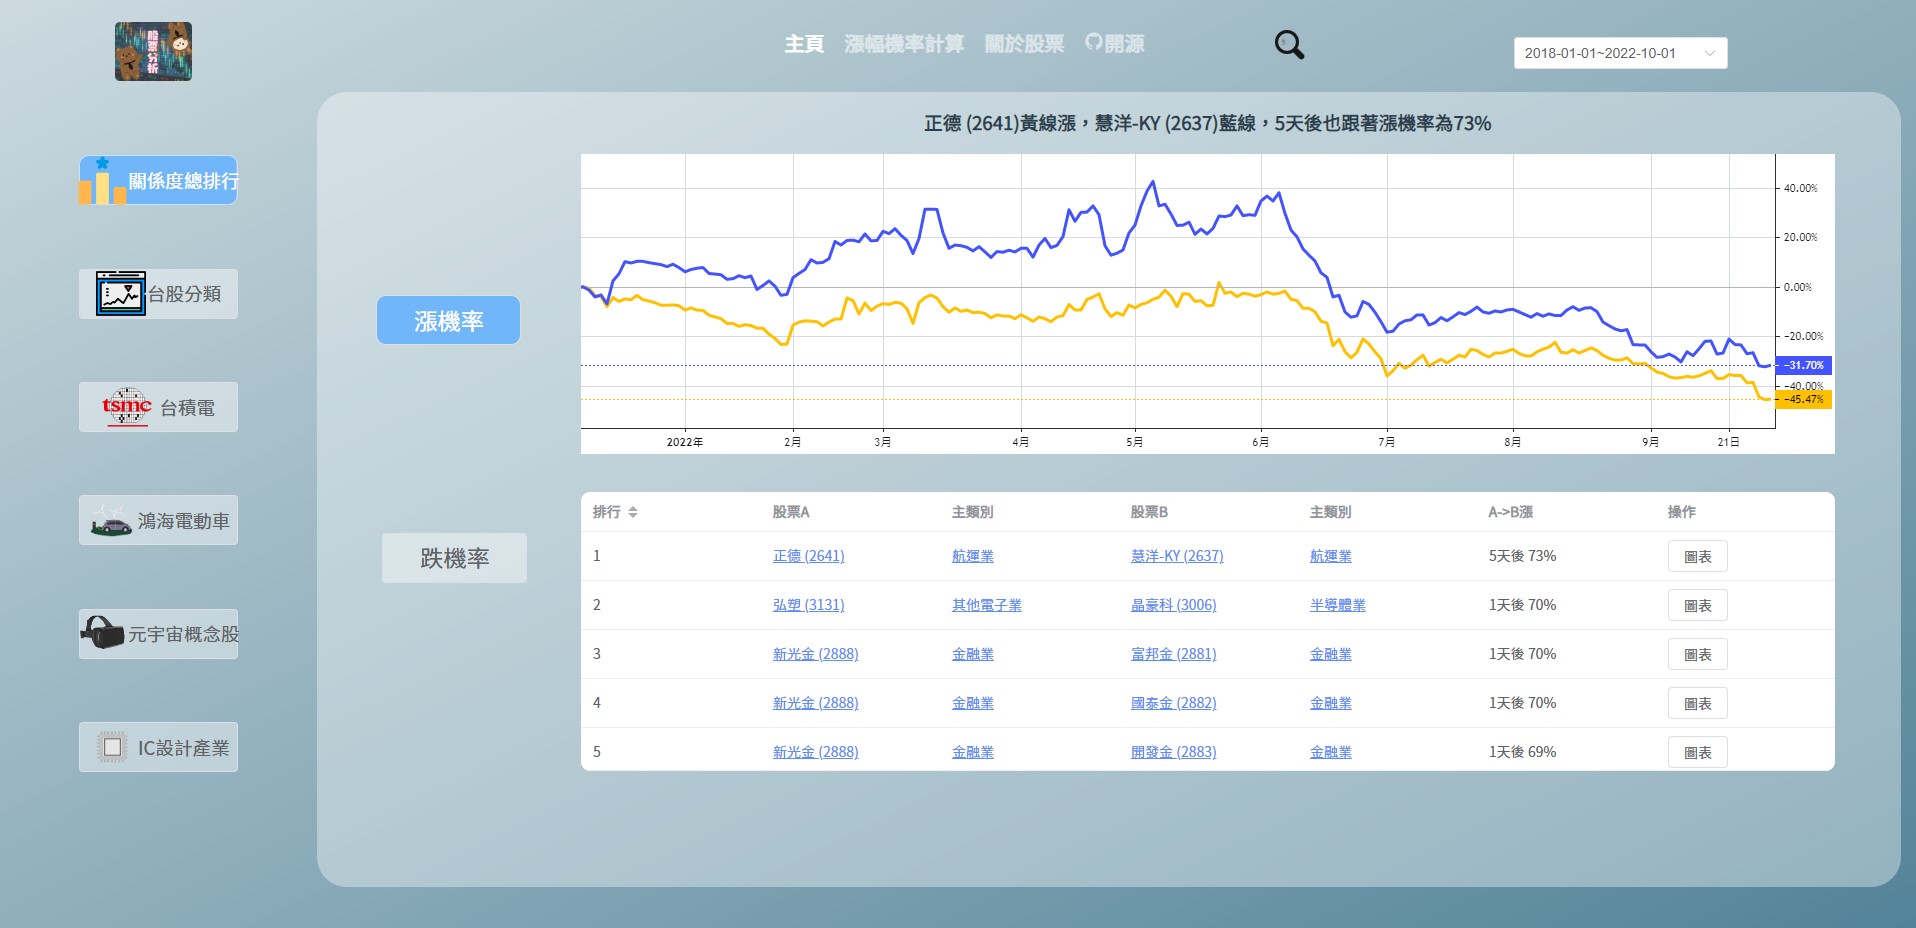 股票分析
主頁 漲幅機率計算 關於股票 開源
2018-01-01~2022-10-01
關係度總排行
台股分類
tsmc 台積電
鴻海電動車
元宇宙概念股
IC設計產業
漲機率
跌機率
正德 (2641)黃線漲，慧洋-KY (2637)藍線，5天後也跟著漲機率為73%
40.00%
20.00%
0.00%
-20.00%
-31.70%
-40.00%
-45.47%
2022年 2月 3月 4月 5月 6月 7月 8月 9月 21日
排行 股票A 主類別 股票B 主類別 A->B漲 操作
1 正德 (2641) 航運業 慧洋-KY (2637) 航運業 5天後 73% 圖表
2 弘塑 (3131) 其他電子業 晶豪科 (3006) 半導體業 1天後 70% 圖表
3 新光金 (2888) 金融業 富邦金 (2881) 金融業 1天後 70% 圖表
4 新光金 (2888) 金融業 國泰金 (2882) 金融業 1天後 70% 圖表
5 新光金 (2888) 金融業 開發金 (2883) 金融業 1天後 69% 圖表